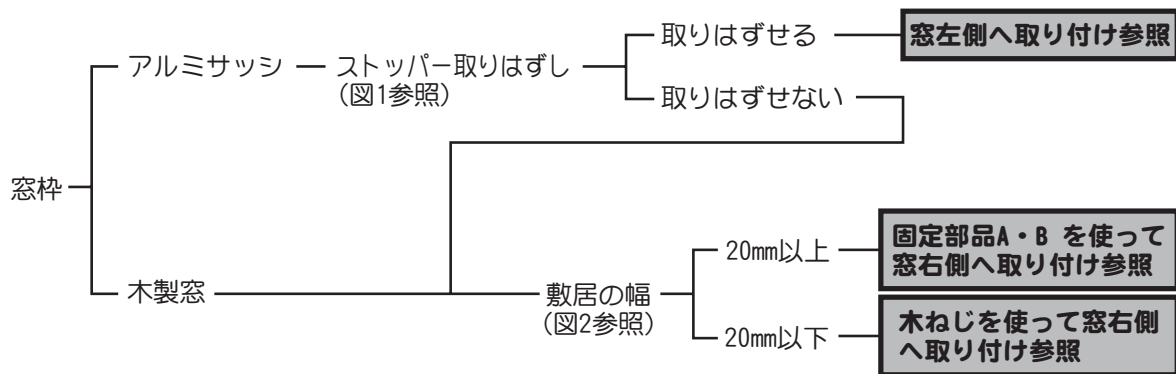 窓枠
アルミサッシ
ストッパー取りはずし
(図1参照)
取りはずせる
窓左側へ取り付け参照
取りはずせない
木製窓
敷居の幅
(図2参照)
20㎜以上
固定部品A・B を使って
窓右側へ取り付け参照
20㎜以下
木ねじを使って窓右側
へ取り付け参照